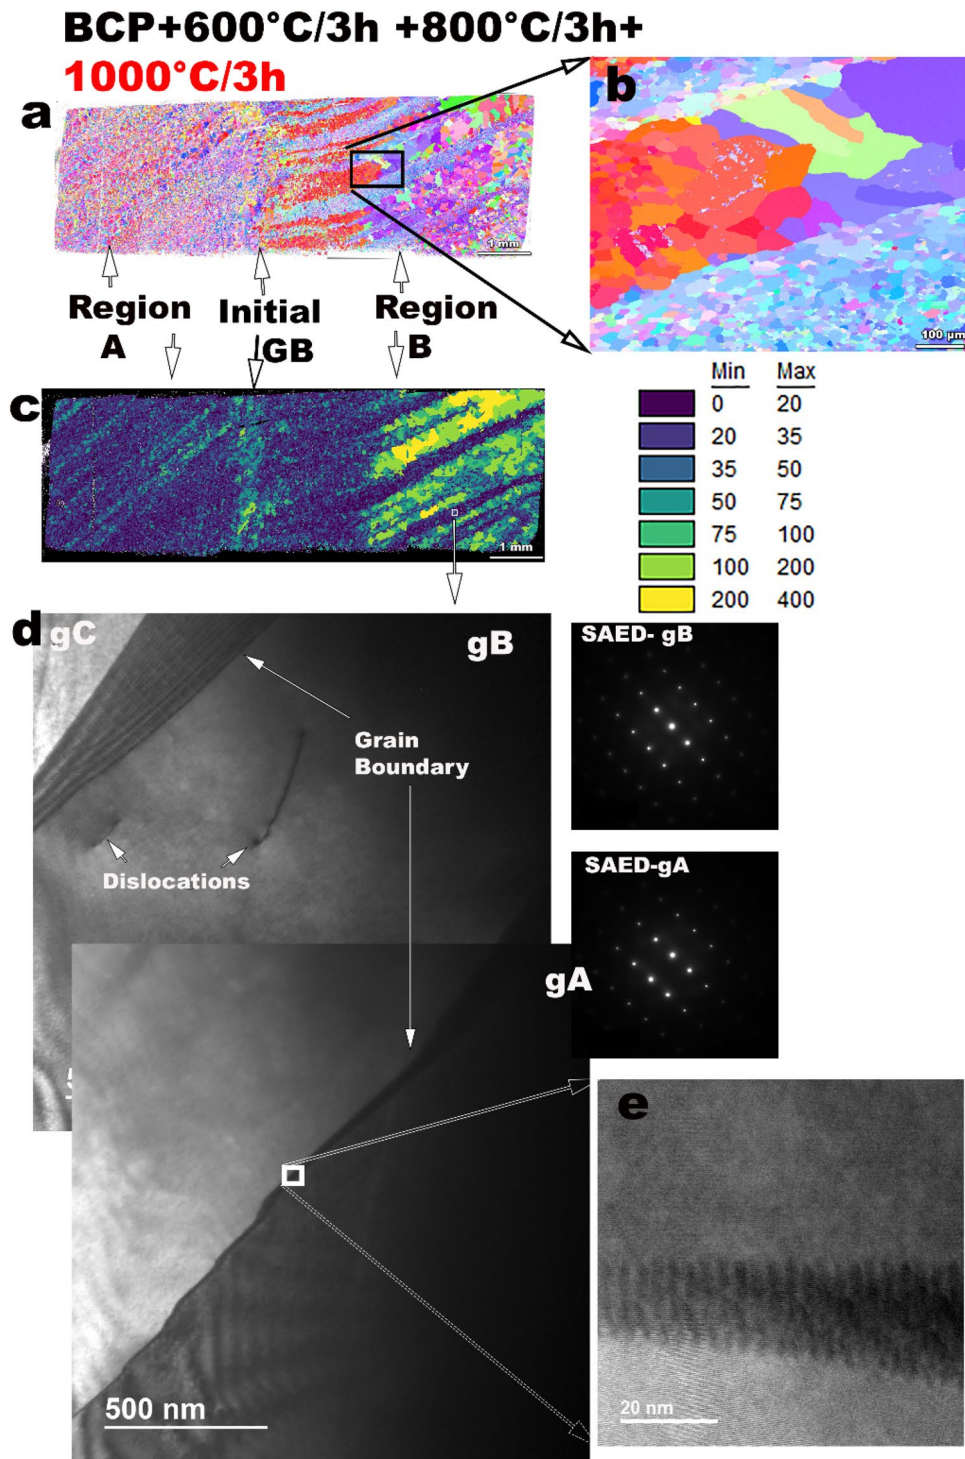 BCP+600°C/3h +800°C/3h+
1000°C/3h
a
b
1 mm
100 µm
Region
A
Initial
GB
Region
B
c
1 mm
Min Max
0 20
20 35
35 50
50 75
75 100
100 200
200 400
d gC
gB
SAED- gB
Grain
Boundary
Dislocations
SAED-gA
gA
e
500 nm
20 nm